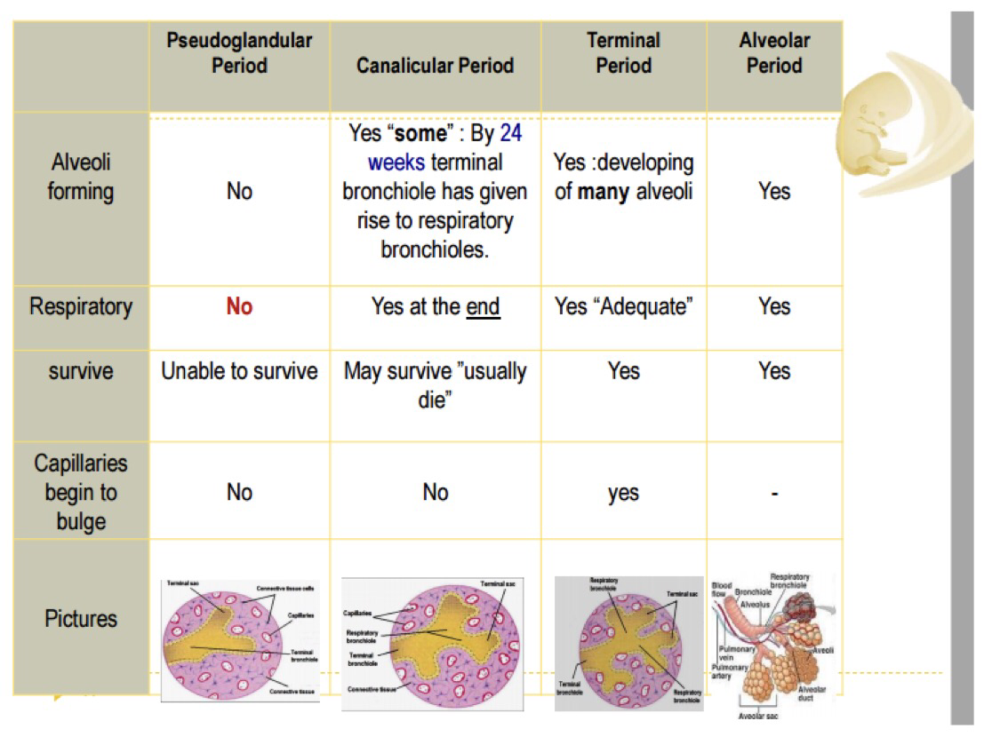 Pseudoglandular
Period
Canalicular Period
Terminal
Period
Alveolar
Period
Alveoli
forming
No
Yes “some” : By 24
weeks terminal
bronchiole has given
rise to respiratory
bronchioles.
Yes :developing
of many alveoli
Yes
Respiratory
No
Yes at the end
Yes “Adequate”
Yes
survive
Unable to survive
May survive ”usually
die”
Yes
Yes
Capillaries
begin to
bulge
No
No
yes
-
Pictures
Terminal sac
Connective tissue cells
Capillaries
Terminal
bronchiole
Connective tissue
Terminal sac
Capillaries
Respiratory
bronchiole
Terminal
bronchiole
Connective tissue
Respiratory
bronchiole
Terminal sac
Terminal
bronchiole
Respiratory
bronchiole
Blood
flow
Respiratory
bronchiole
Bronchiole
Alveolus
Pulmonary
vein
Pulmonary
artery
Alveoli
Alveolar
duct
Aveolar sac